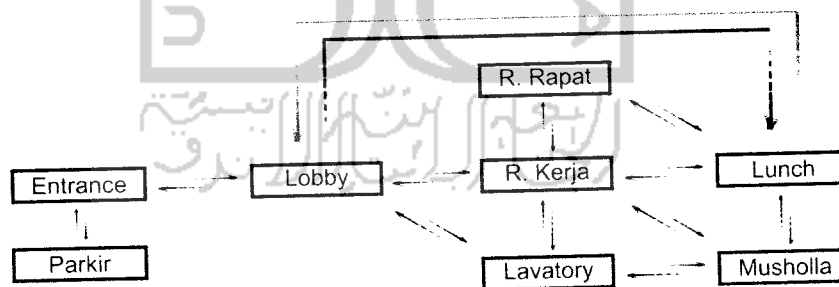 R. Rapat
Entrance
Lobby
R. Kerja
Lunch
Parkir
Lavatory
Musholla